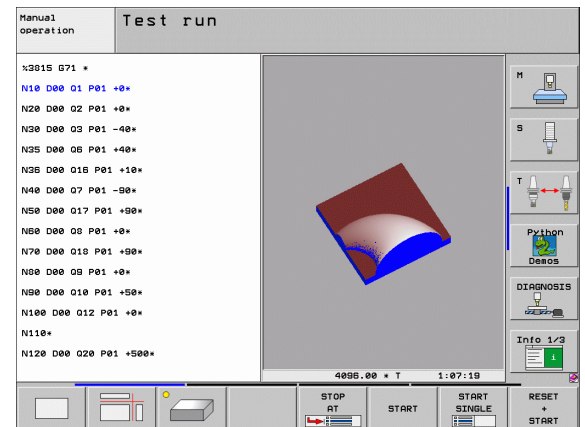 Manual
operation
Test run
%3815 G71 *
N10 D00 Q1 P01 +0*
N20 D00 Q2 P01 +0*
N30 D00 Q3 P01 -40*
N35 D00 Q6 P01 +40*
N36 D00 Q16 P01 +10*
N40 D00 Q7 P01 -90*
N50 D00 Q17 P01 +90*
N60 D00 Q8 P01 +0*
N70 D00 Q18 P01 +90*
N80 D00 Q9 P01 +0*
N90 D00 Q10 P01 +50*
N100 D00 Q12 P01 +0*
N110*
N120 D00 Q20 P01 +500*
4096.00 * T 1:07:19
M
S
T
Python
Demos
DIAGNOSIS
Info 1/3
STOP
AT
START
START
SINGLE
RESET
+
START